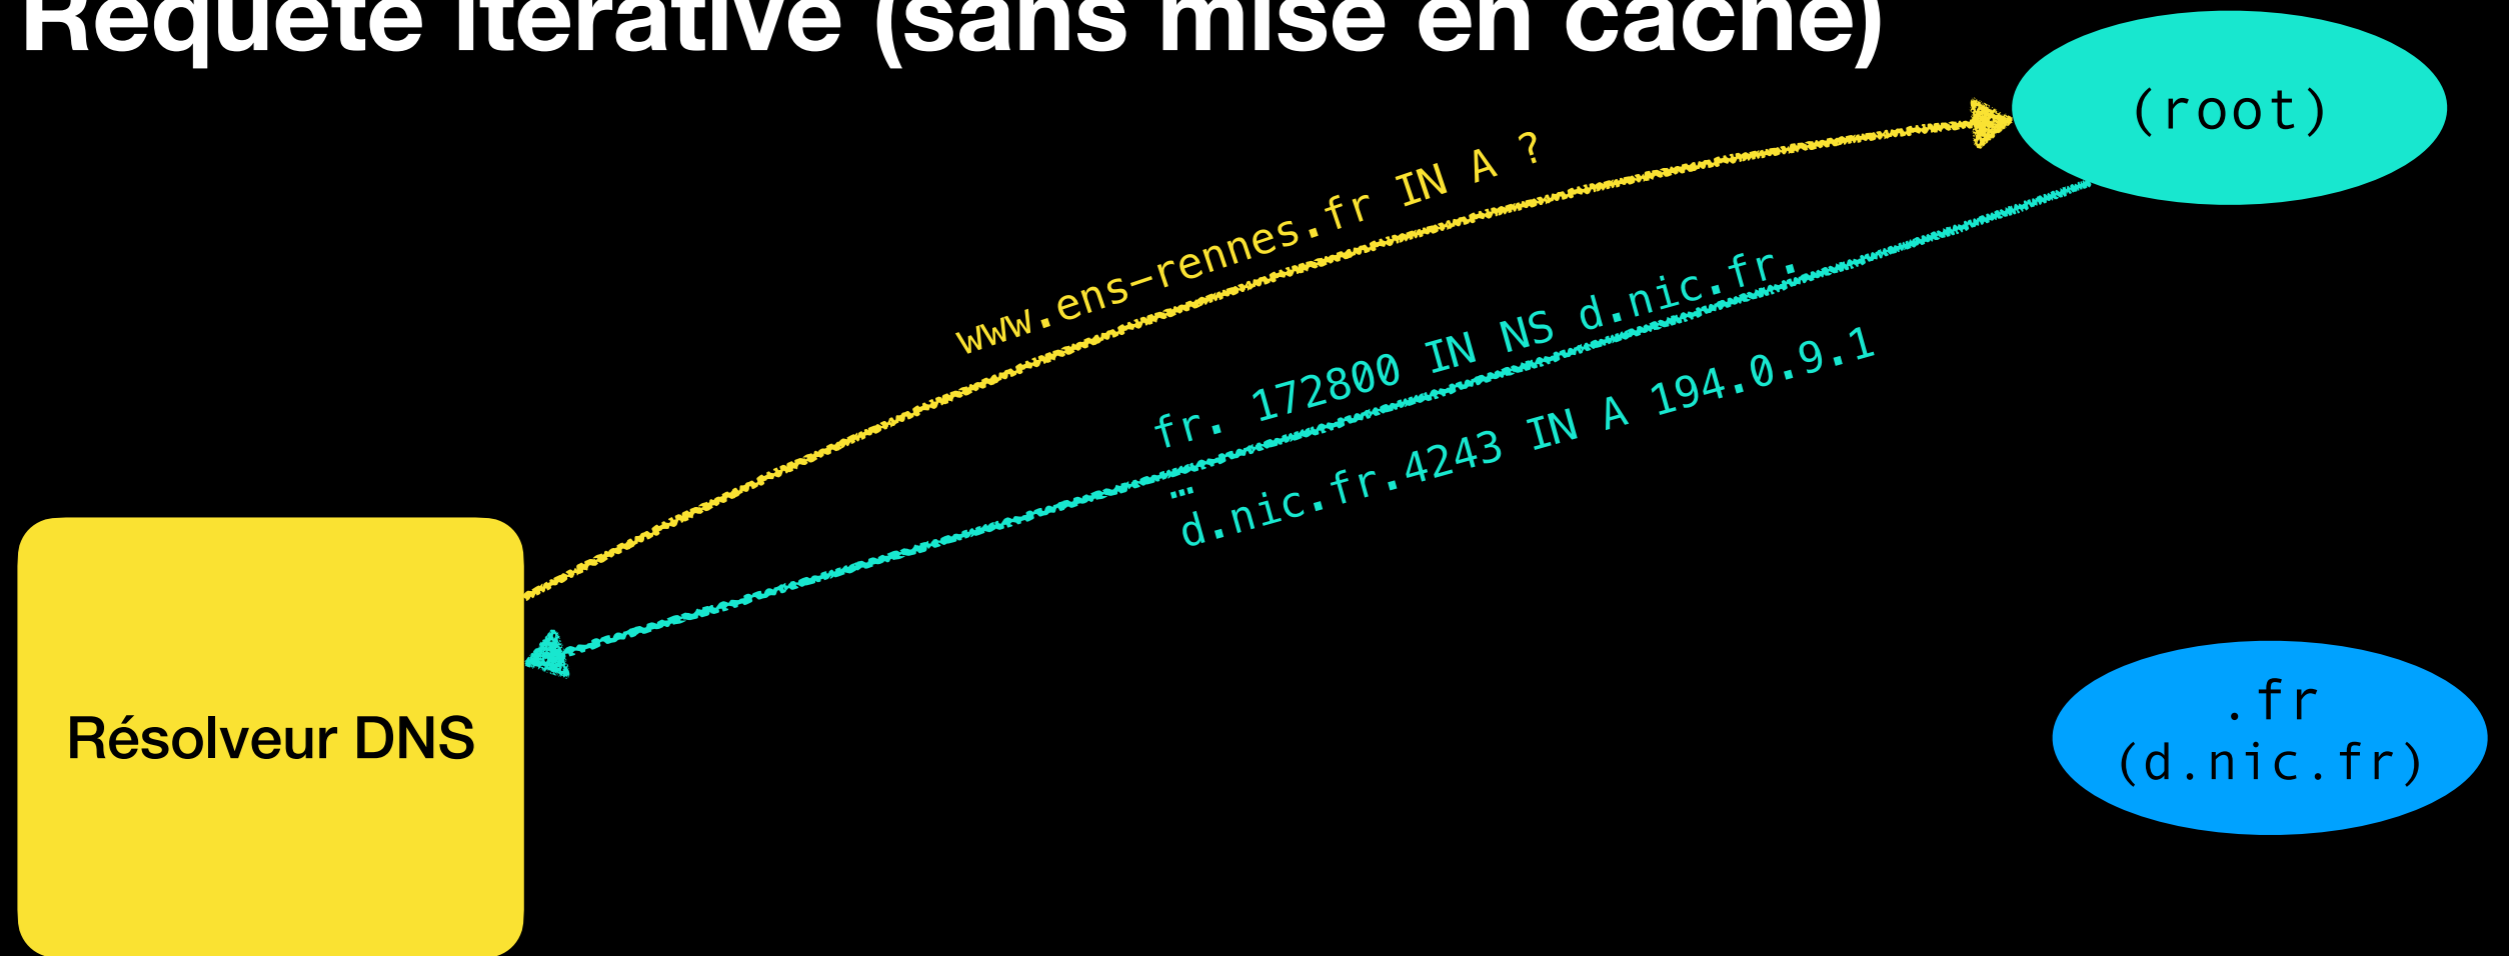 Requête itérative (sans mise en cache)
(root)
www.ens-rennes.fr IN A ?
fr. 172800 IN NS d.nic.fr.
…
d.nic.fr.4243 IN A 194.0.9.1
Résolveur DNS
.fr
(d.nic.fr)